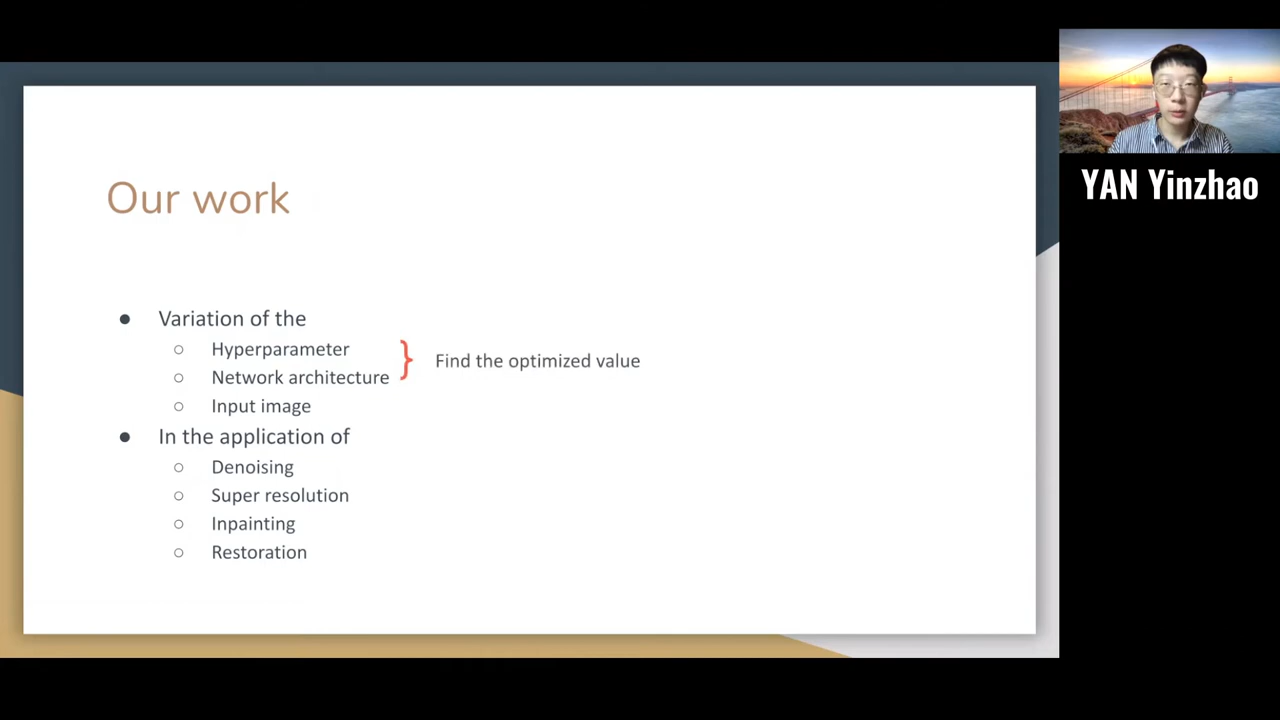 Our work
● Variation of the
○ Hyperparameter
○ Network architecture
} Find the optimized value
○ Input image
● In the application of
○ Denoising
○ Super resolution
○ Inpainting
○ Restoration
YAN Yinzhao